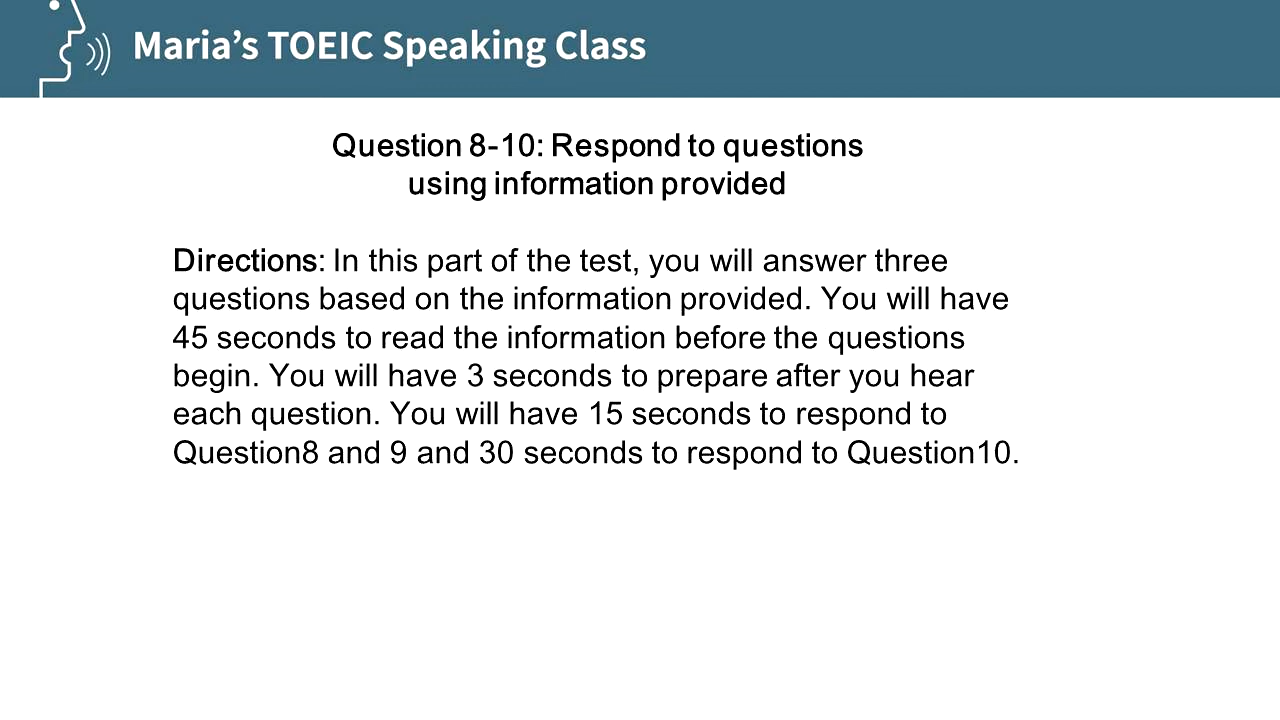 Maria's TOEIC Speaking Class
Question 8-10: Respond to questions
using information provided
Directions: In this part of the test, you will answer three
questions based on the information provided. You will have
45 seconds to read the information before the questions
begin. You will have 3 seconds to prepare after you hear
each question. You will have 15 seconds to respond to
Question8 and 9 and 30 seconds to respond to Question10.